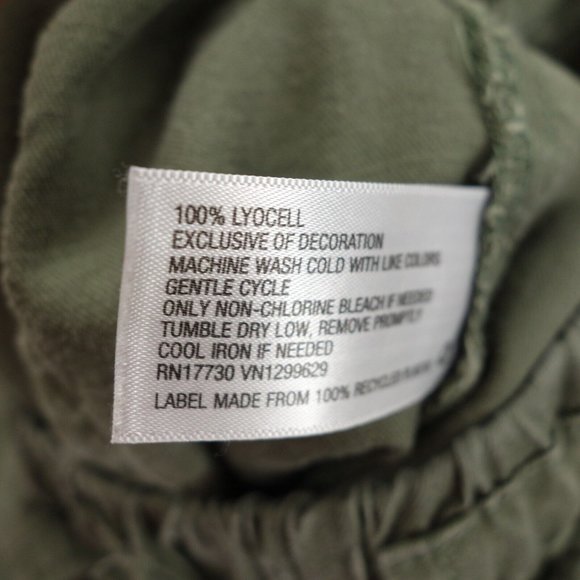 100% LYOCELL
EXCLUSIVE OF DECORATION
MACHINE WASH COLD WITH LIKE COLORS
GENTLE CYCLE
ONLY NON-CHLORINE BLEACH IF NEEDED
TUMBLE DRY LOW, REMOVE PROMPTLY
COOL IRON IF NEEDED
RN17730 VN1299629
LABEL MADE FROM 100% RECYCLED